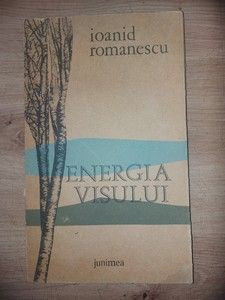 ioanid
romanescu
ENERGIA
VISULUI
junimea